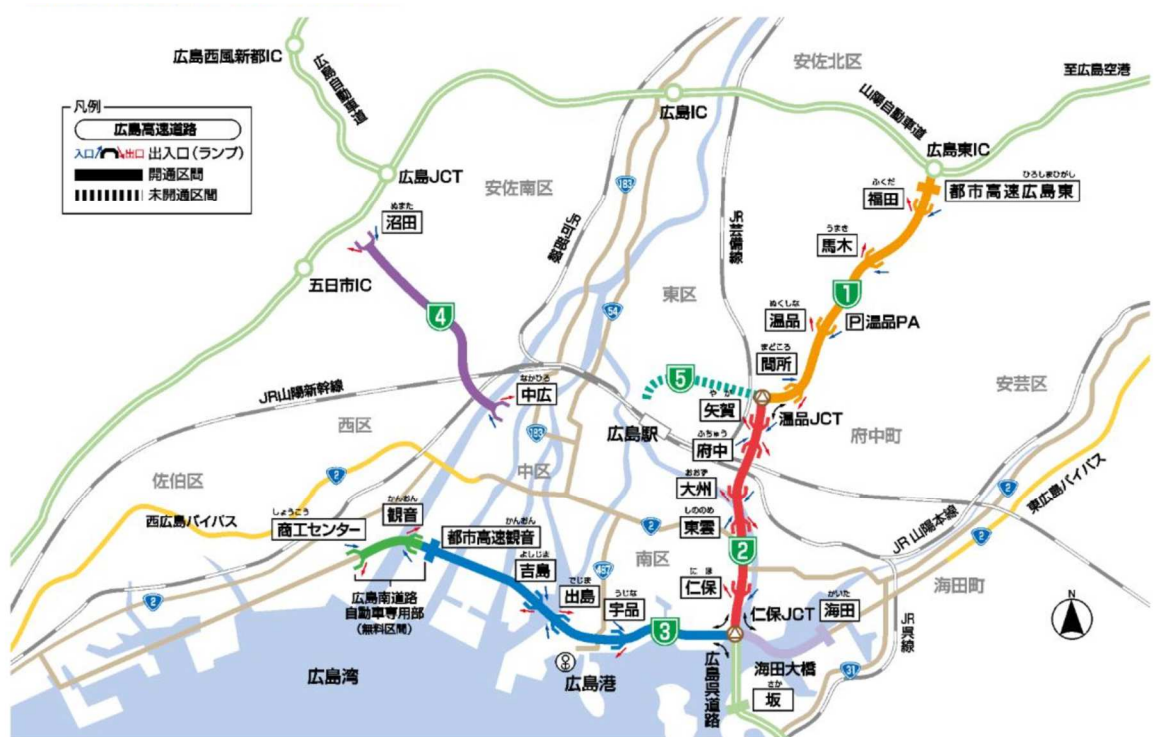 広島西風新都IC
広島自動車道
安佐北区
至広島空港
凡例
広島高速道路
入口 出口 出入口(ランプ)
開通区間
未開通区間
広島IC
山陽自動車道
広島東IC
ひろしまひがし
都市高速広島東
広島JCT
安佐南区
183
ふくだ
福田
ぬまた
沼田
可部線
JR芸備線
うまき
馬木
五日市IC
東区
1
4
54
ぬくしな
温品
P 温品PA
まどころ
間所
JR山陽新幹線
5
なかひろ
中広
安芸区
やが
矢賀
温品JCT
西区
広島駅
ふちゅう
府中
府中町
183
中区
2
佐伯区
おおず
大州
2
東広島バイパス
かんおん
観音
しののめ
東雲
西広島バイパス
しょうこう
商工センター
かんおん
都市高速観音
2
JR山陽本線
2
よしじま
吉島
南区
2
487
でじま
出島
にほ
仁保
海田町
広島南道路
自動車専用部
(無料区間)
うじな
宇品
仁保JCT
かいた
海田
N
2
3
JR呉線
広島湾
広島港
広島呉道路
海田大橋
31
さか
坂